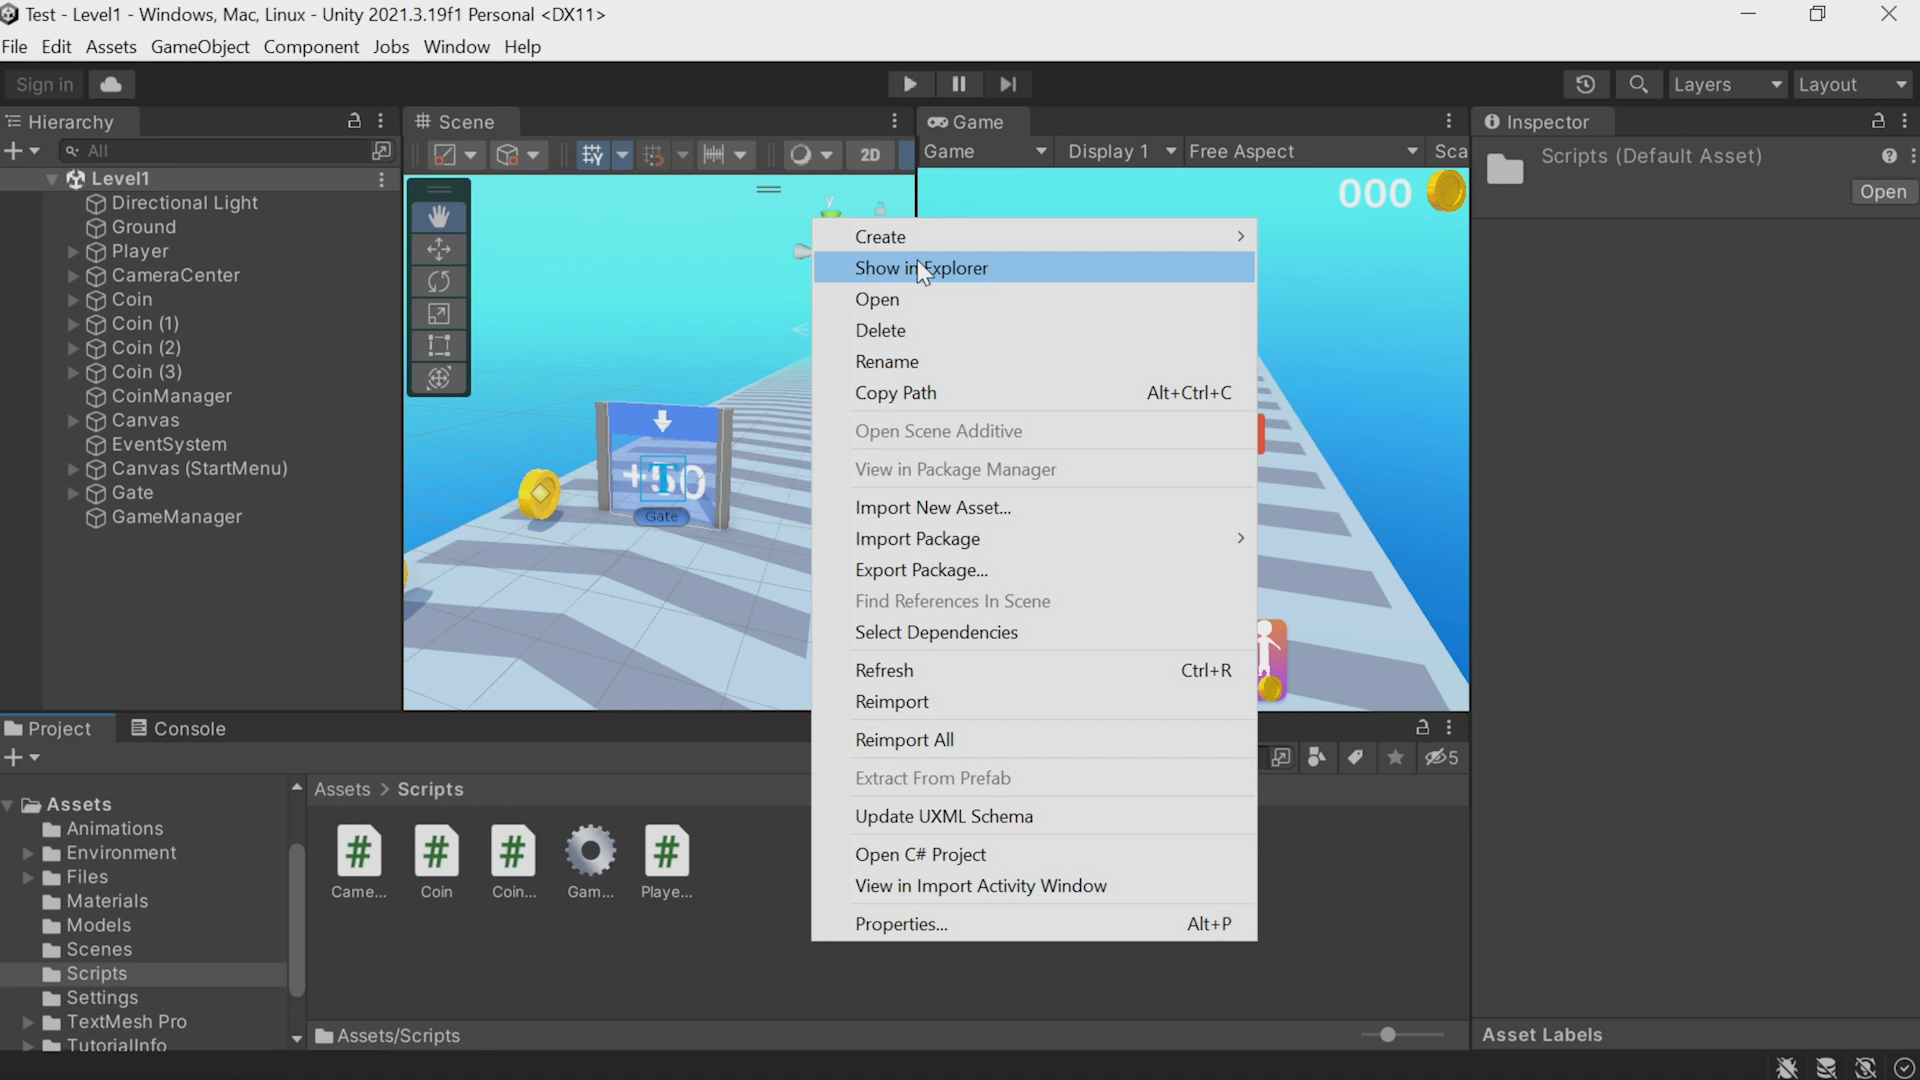 Test - Level1 - Windows, Mac, Linux - Unity 2021.3.19f1 Personal <DX11>
File Edit Assets GameObject Component Jobs Window Help
Sign in
Layers
Layout
Hierarchy
All
Level1
Directional Light
Ground
Player
CameraCenter
Coin
Coin (1)
Coin (2)
Coin (3)
CoinManager
Canvas
EventSystem
Canvas (StartMenu)
Gate
GameManager
Scene
2D
y
+50
T
Gate
Game
Game
Display 1
Free Aspect
Sca
000
Inspector
Scripts (Default Asset)
Open
Create
Show in Explorer
Open
Delete
Rename
Copy Path Alt+Ctrl+C
Open Scene Additive
View in Package Manager
Import New Asset...
Import Package
Export Package...
Find References In Scene
Select Dependencies
Refresh Ctrl+R
Reimport
Reimport All
Extract From Prefab
Update UXML Schema
Open C# Project
View in Import Activity Window
Properties... Alt+P
Project
Console
5
Assets
Animations
Environment
Files
Materials
Models
Scenes
Scripts
Settings
TextMesh Pro
TutorialInfo
Assets > Scripts
# # # #
Came... Coin Coin... Gam... Playe...
Assets/Scripts
Asset Labels